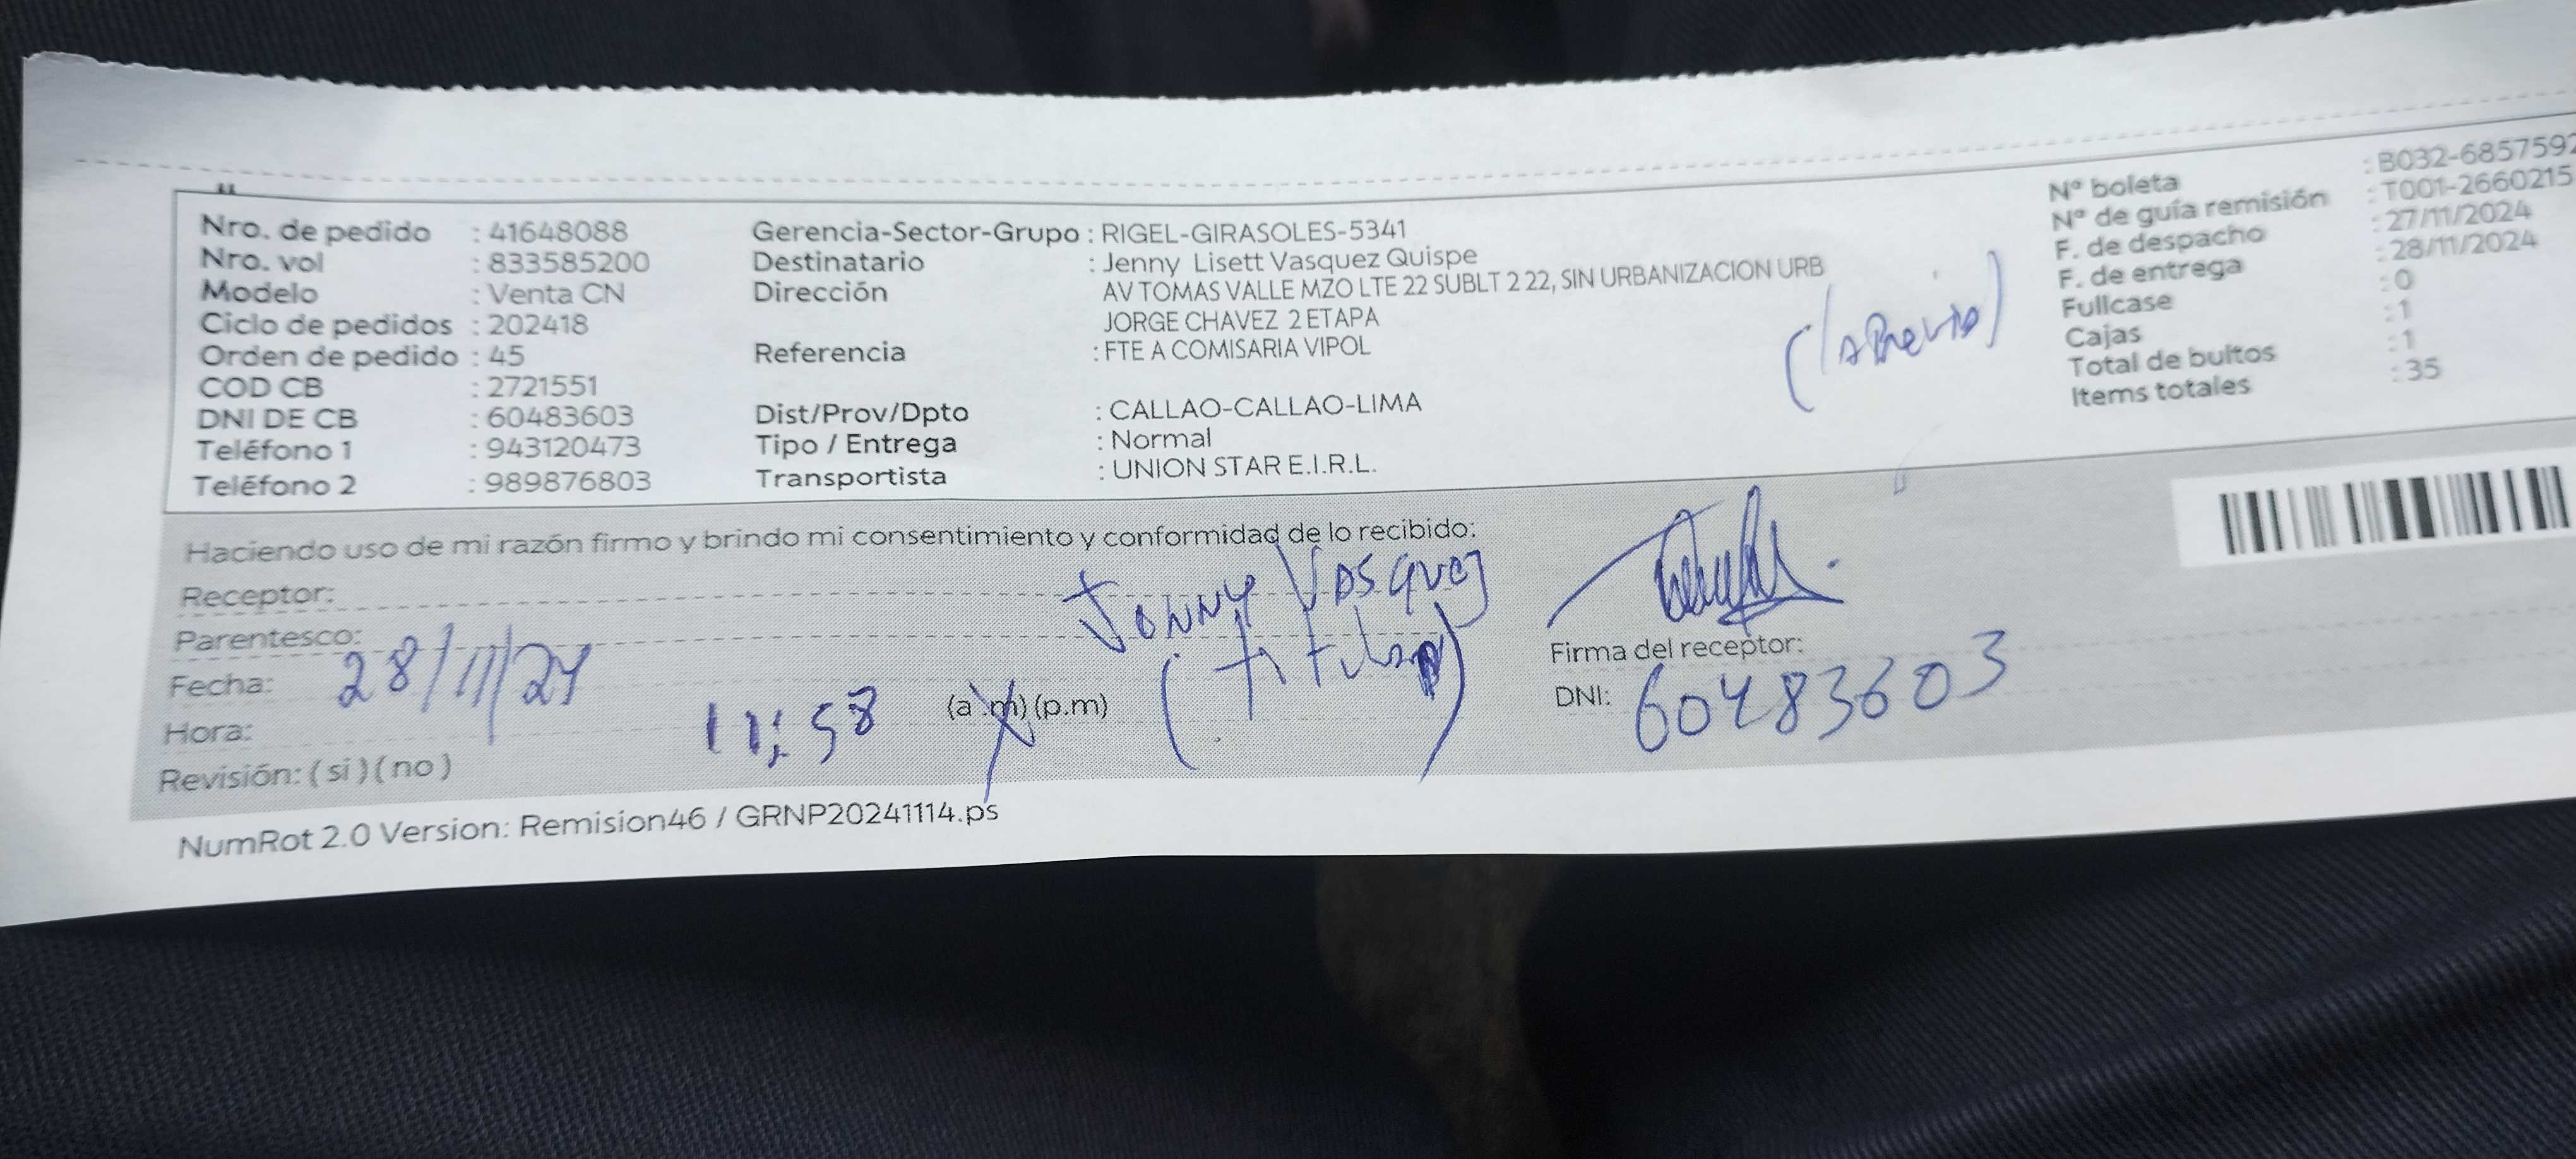 Nro. de pedido : 41648088
Nro. vol : 833585200
Modelo : Venta CN
Ciclo de pedidos : 202418
Orden de pedido : 45
COD CB : 2721551
DNI DE CB : 60483603
Teléfono 1 : 943120473
Teléfono 2 : 989876803
Gerencia-Sector-Grupo : RIGEL-GIRASOLES-5341
Destinatario : Jenny Lisett Vasquez Quispe
Dirección AV TOMAS VALLE MZO LTE 22 SUBLT 2 22, SIN URBANIZACION URB
JORGE CHAVEZ 2 ETAPA
Referencia : FTE A COMISARIA VIPOL
Dist/Prov/Dpto : CALLAO-CALLAO-LIMA
Tipo / Entrega : Normal
Transportista : UNION STAR E.I.R.L.
Nº boleta : B032-6857592
Nº de guía remisión : T001-2660215
F. de despacho : 27/11/2024
F. de entrega : 28/11/2024
Fullcase : 0
Cajas : 1
Total de bultos : 1
Items totales : 35
Haciendo uso de mi razón firmo y brindo mi consentimiento y conformidad de lo recibido:
Receptor: Jenny Vasquez
Parentesco: (titular)
Fecha: 28/11/24
Hora: 11:58 (a.m) (p.m)
Revisión: ( si ) ( no )
Firma del receptor:
DNI: 60483603
NumRot 2.0 Version: Remision46 / GRNP20241114.ps